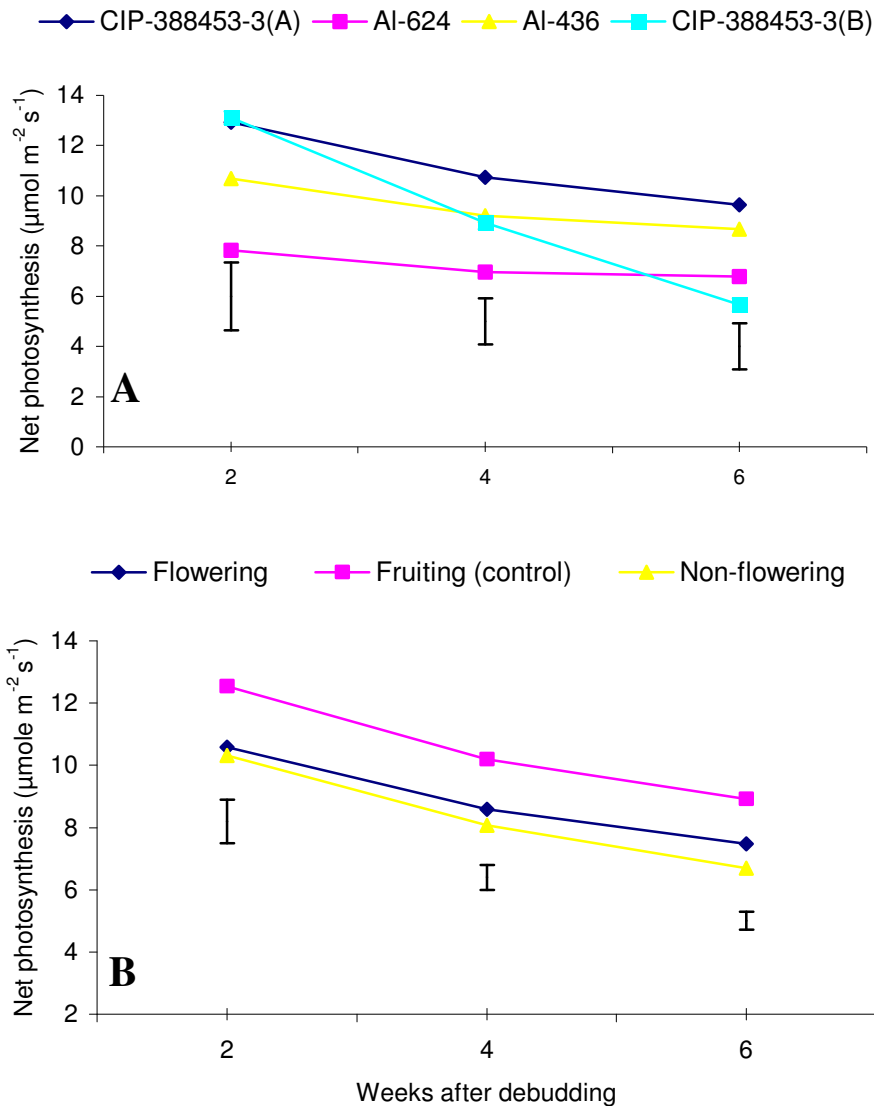 CIP-388453-3(A) Al-624 Al-436 CIP-388453-3(B)
Net photosynthesis (µmol m⁻² s⁻¹)
14
12
10
8
6
4
2
0
A
2 4 6
Flowering Fruiting (control) Non-flowering
Net photosynthesis (µmole m⁻² s⁻¹)
14
12
10
8
6
4
2
B
2 4 6
Weeks after debudding